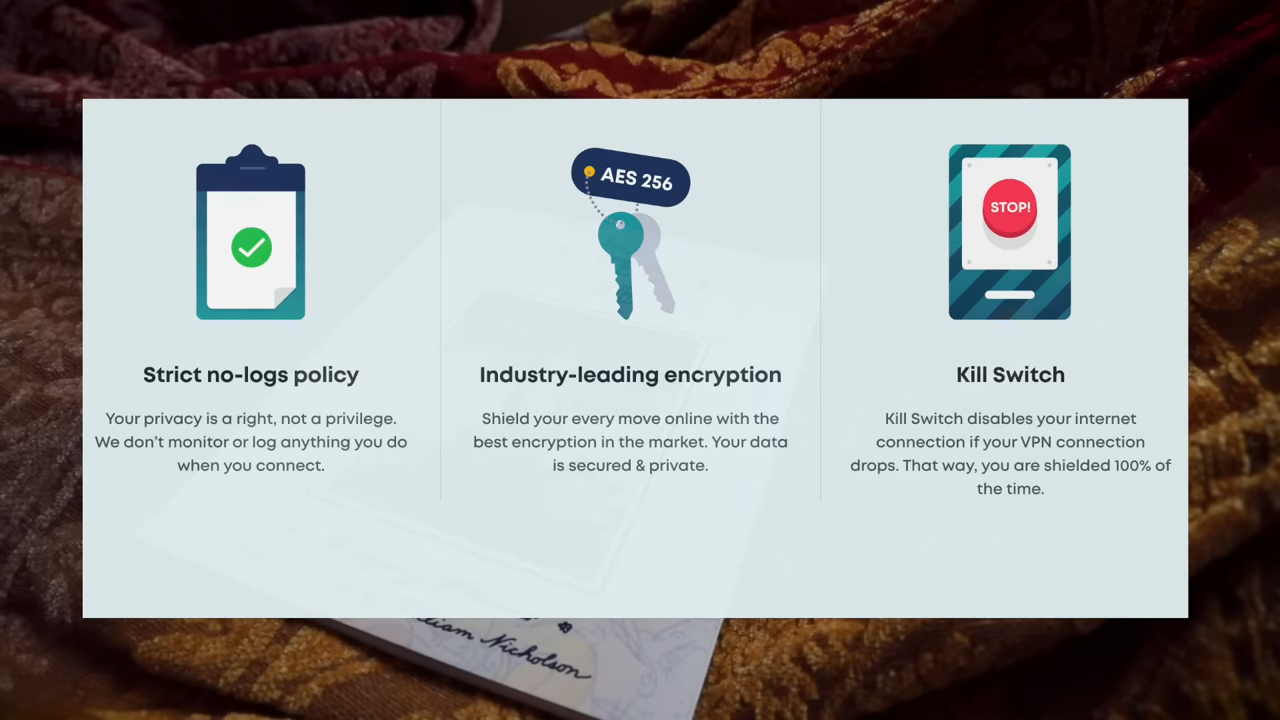 AES 256
STOP!
Strict no-logs policy
Your privacy is a right, not a privilege.
We don’t monitor or log anything you do
when you connect.
Industry-leading encryption
Shield your every move online with the
best encryption in the market. Your data
is secured & private.
Kill Switch
Kill Switch disables your internet
connection if your VPN connection
drops. That way, you are shielded 100% of
the time.
Nicholson